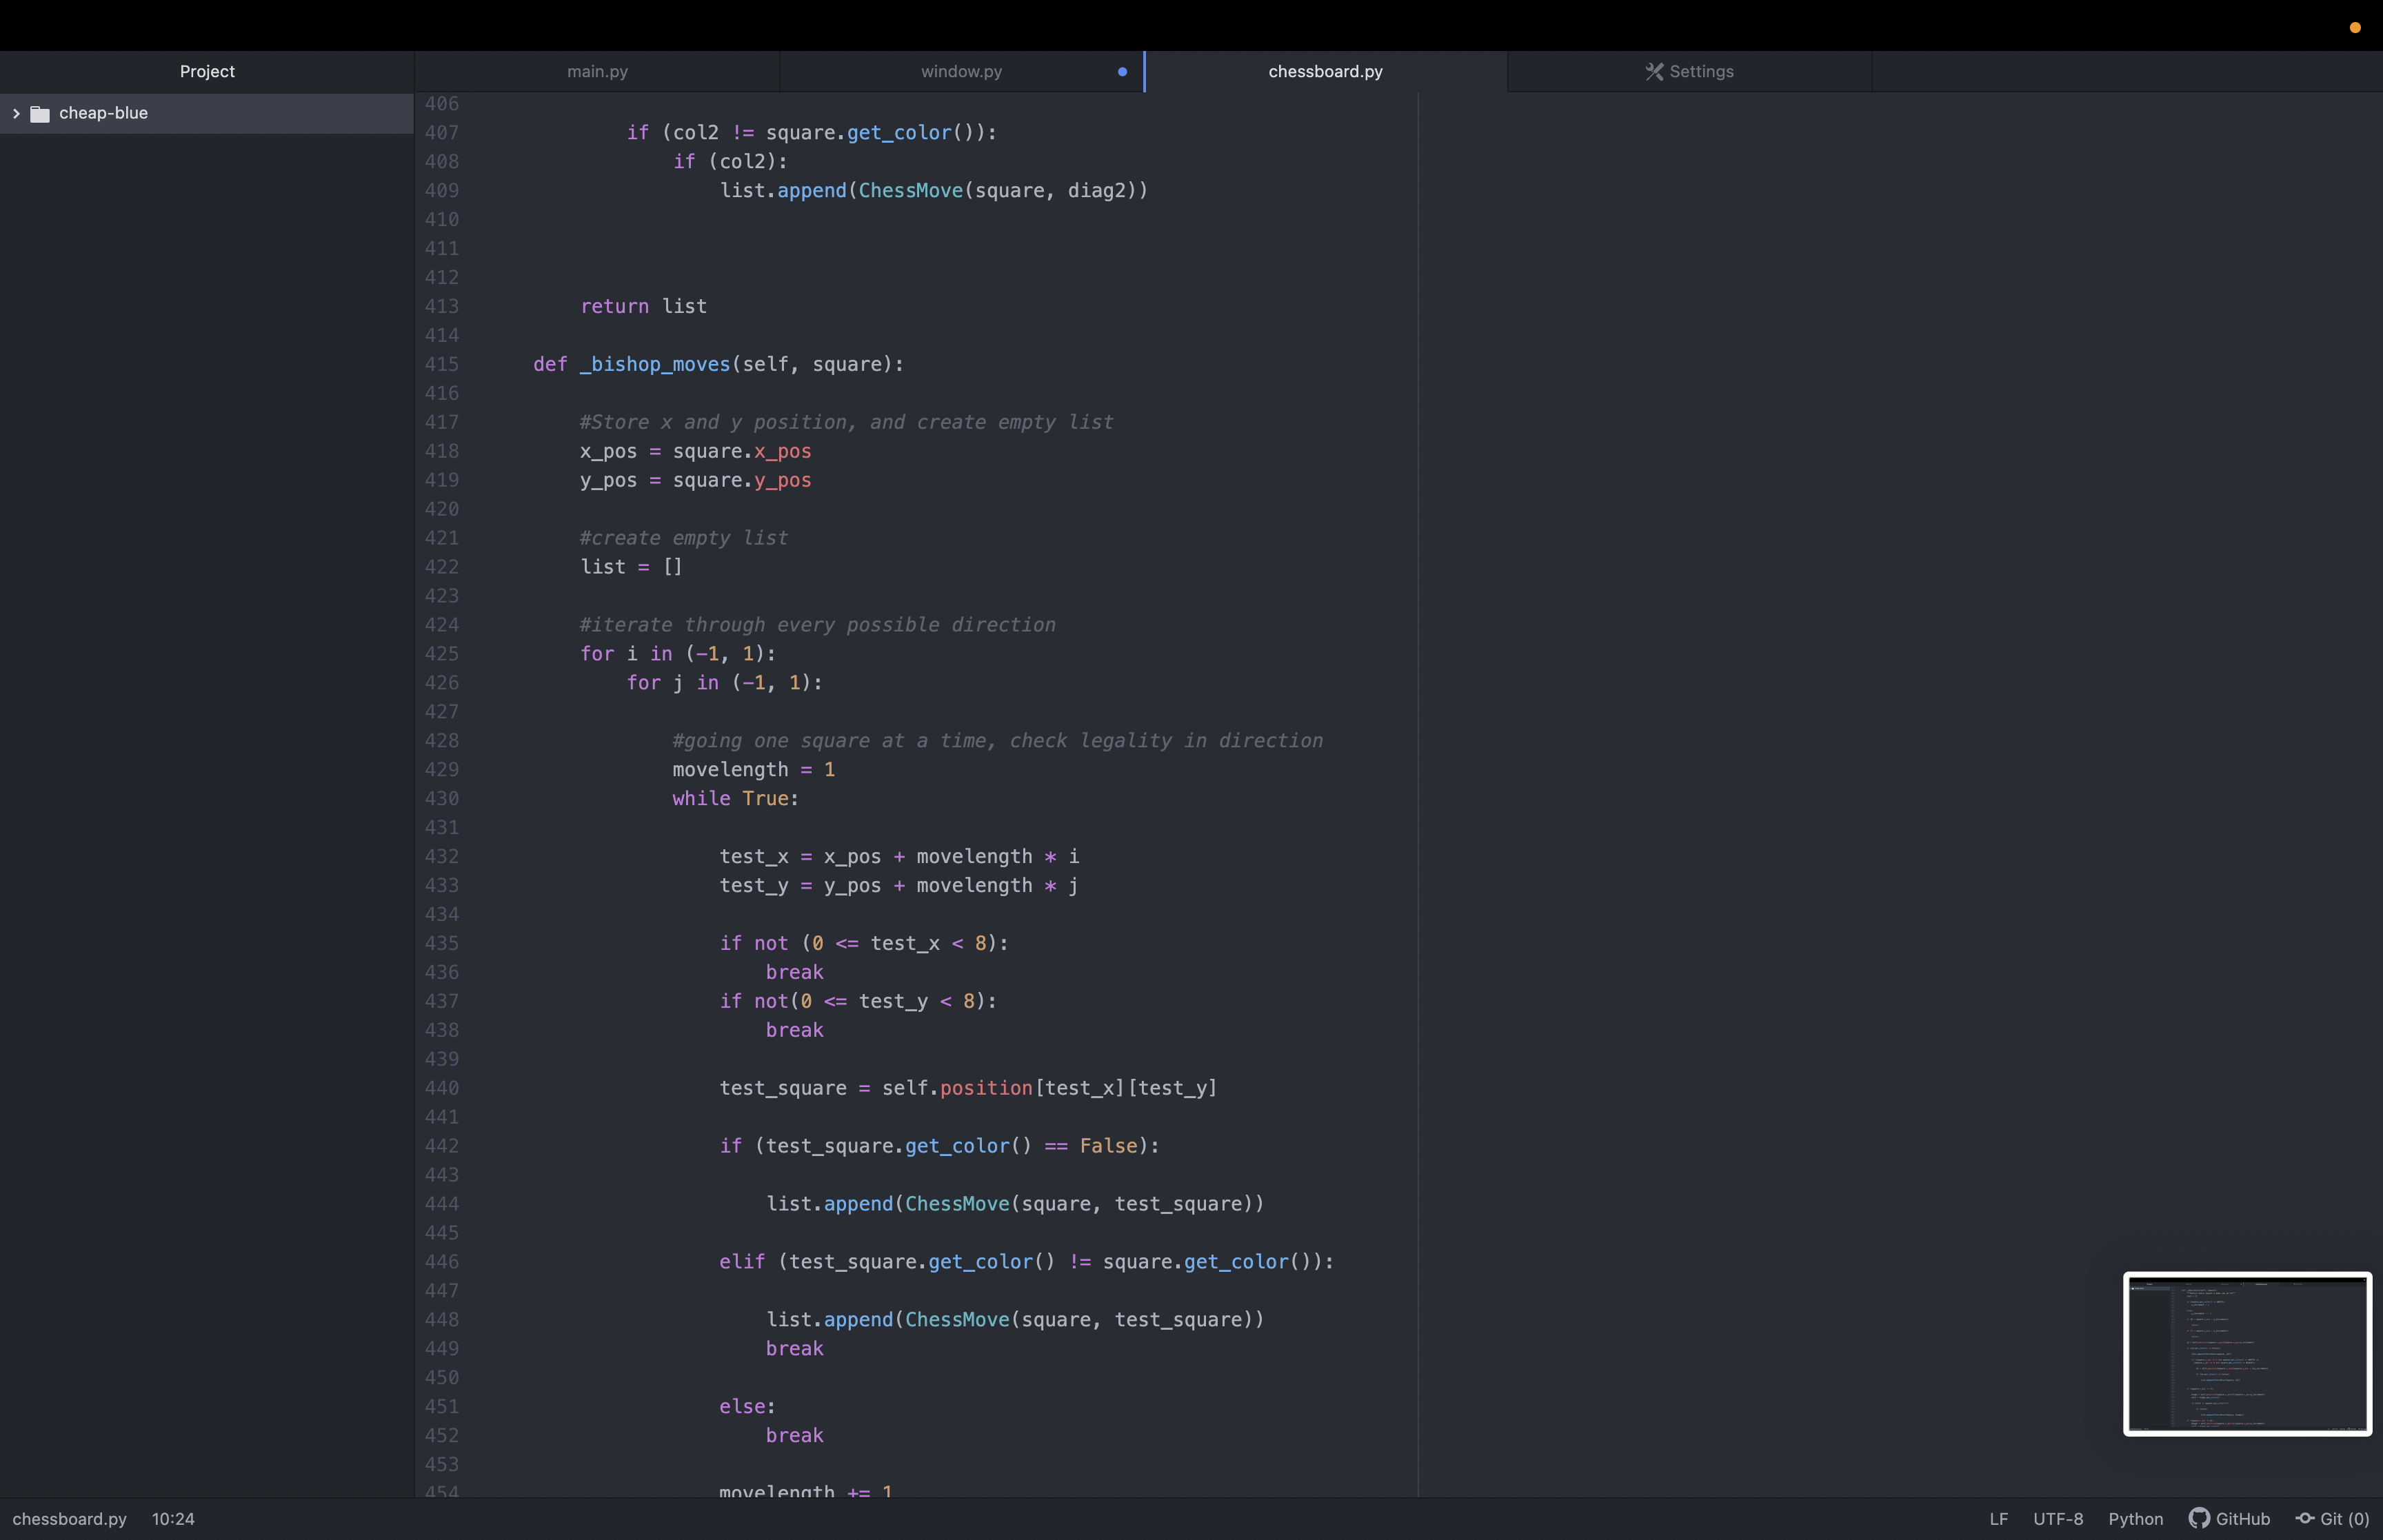 Project
main.py
window.py
chessboard.py
Settings
cheap-blue
406
407 if (col2 != square.get_color()):
408 if (col2):
409 list.append(ChessMove(square, diag2))
410
411
412
413 return list
414
415 def _bishop_moves(self, square):
416
417 #Store x and y position, and create empty list
418 x_pos = square.x_pos
419 y_pos = square.y_pos
420
421 #create empty list
422 list = []
423
424 #iterate through every possible direction
425 for i in (-1, 1):
426 for j in (-1, 1):
427
428 #going one square at a time, check legality in direction
429 movelength = 1
430 while True:
431
432 test_x = x_pos + movelength * i
433 test_y = y_pos + movelength * j
434
435 if not (0 <= test_x < 8):
436 break
437 if not(0 <= test_y < 8):
438 break
439
440 test_square = self.position[test_x][test_y]
441
442 if (test_square.get_color() == False):
443
444 list.append(ChessMove(square, test_square))
445
446 elif (test_square.get_color() != square.get_color()):
447
448 list.append(ChessMove(square, test_square))
449 break
450
451 else:
452 break
453
454 movelength += 1
chessboard.py 10:24
LF UTF-8 Python GitHub Git (0)